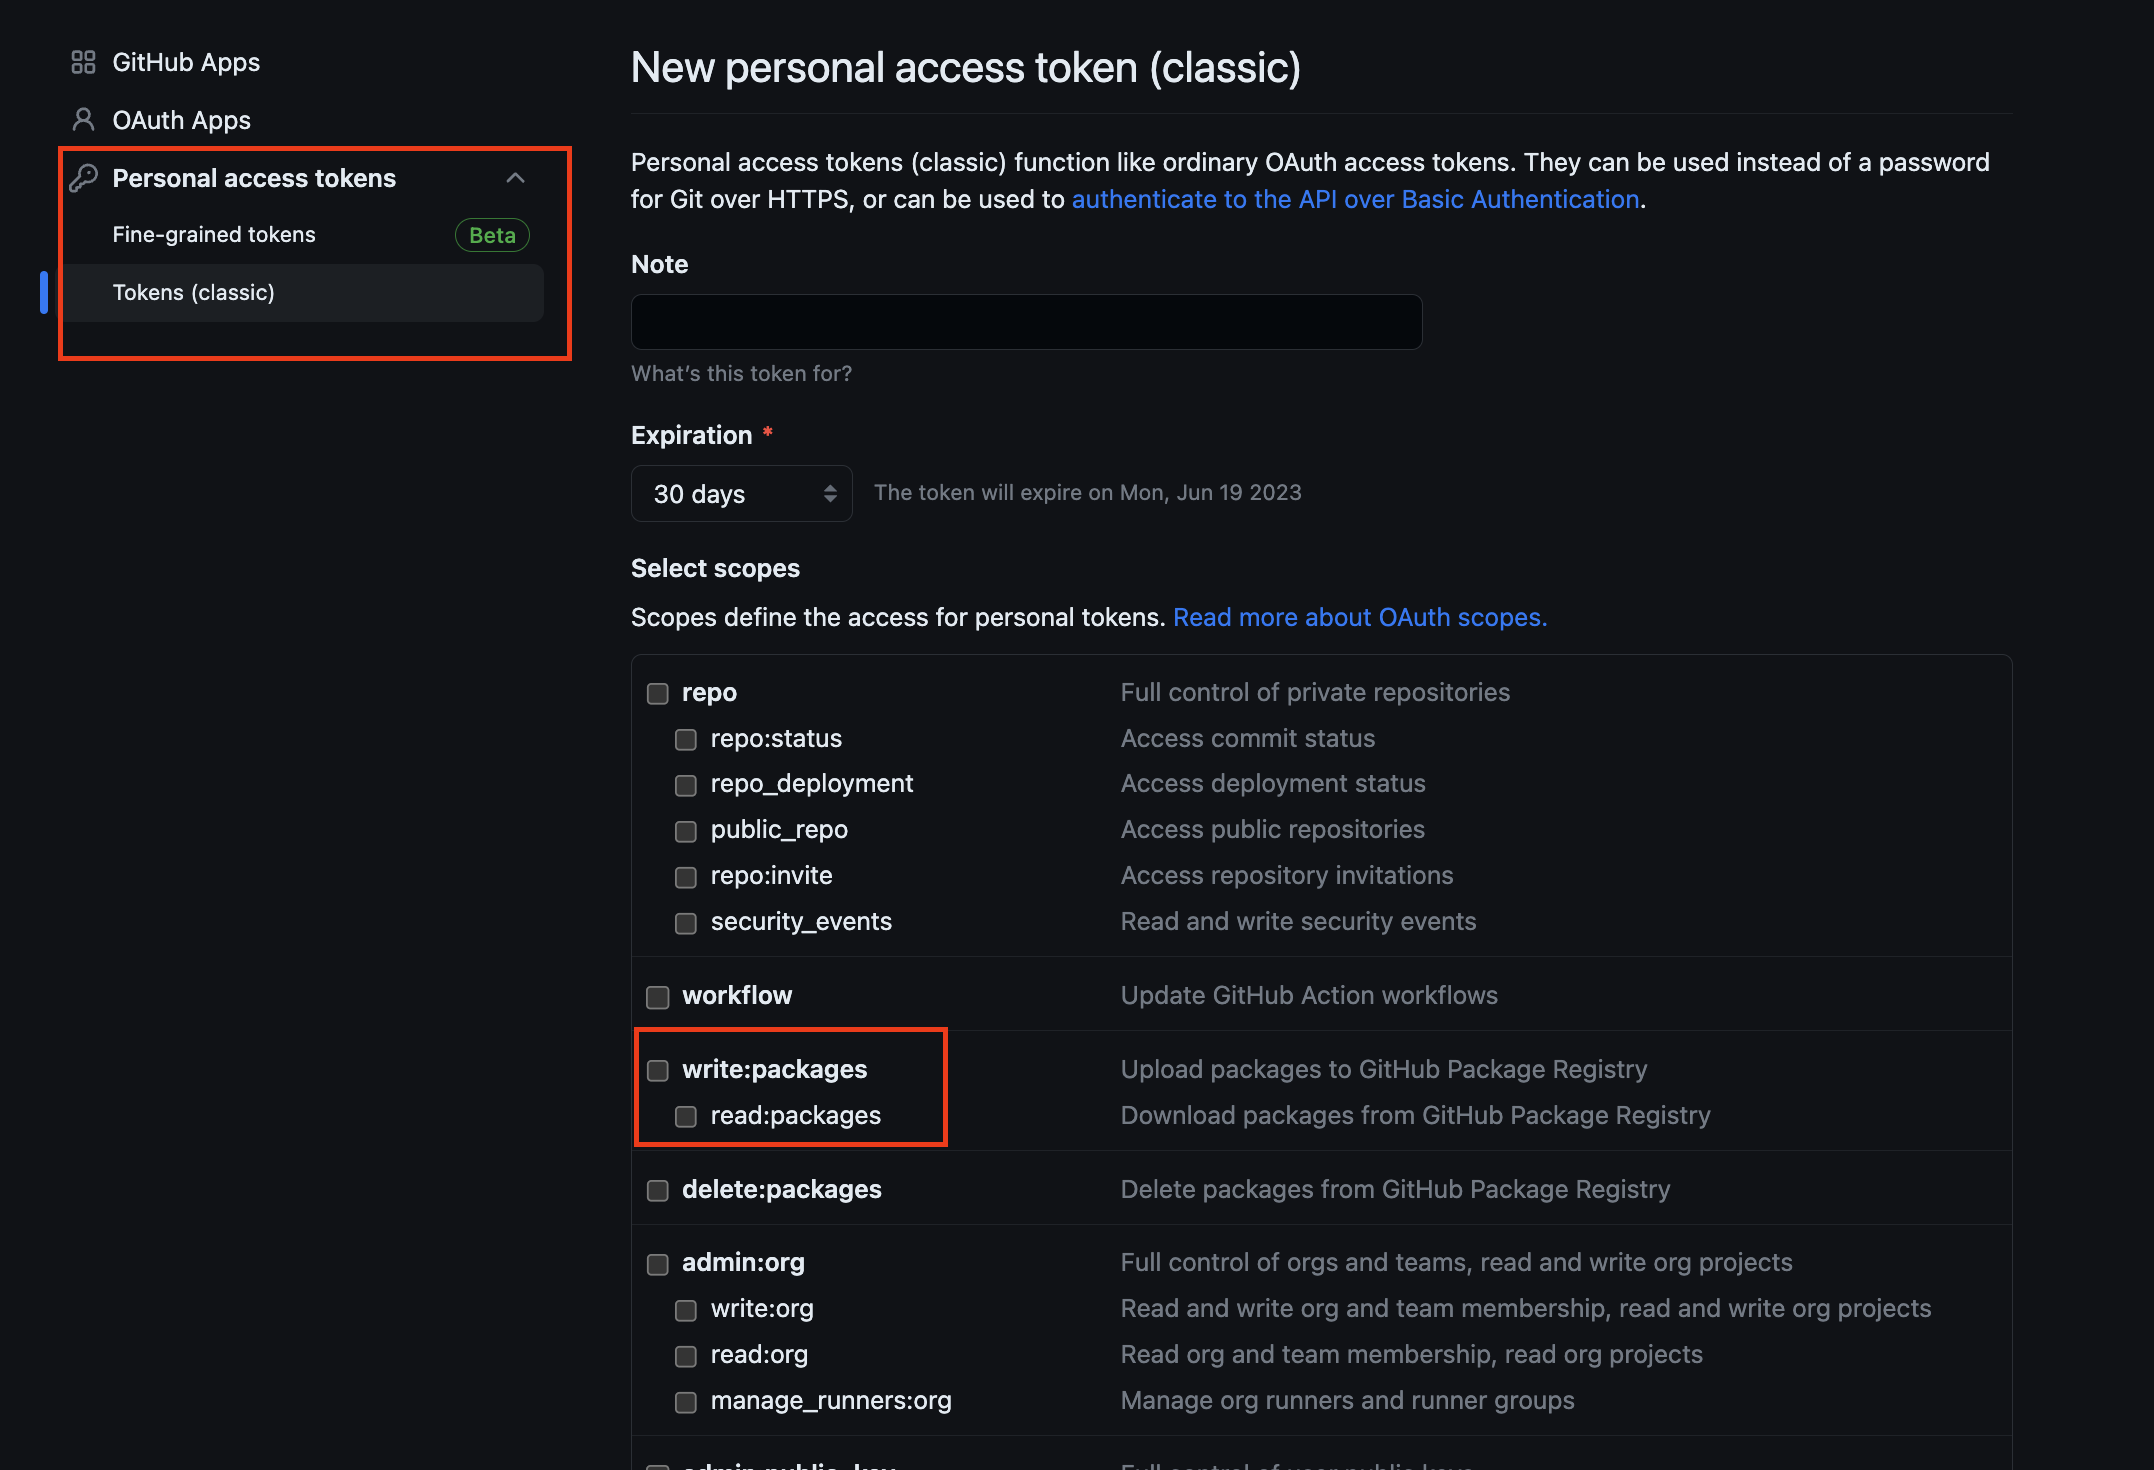 GitHub Apps
OAuth Apps
Personal access tokens
Fine-grained tokens Beta
Tokens (classic)
New personal access token (classic)
Personal access tokens (classic) function like ordinary OAuth access tokens. They can be used instead of a password
for Git over HTTPS, or can be used to authenticate to the API over Basic Authentication.
Note
What's this token for?
Expiration *
30 days The token will expire on Mon, Jun 19 2023
Select scopes
Scopes define the access for personal tokens. Read more about OAuth scopes.
repo Full control of private repositories
repo:status Access commit status
repo_deployment Access deployment status
public_repo Access public repositories
repo:invite Access repository invitations
security_events Read and write security events
workflow Update GitHub Action workflows
write:packages Upload packages to GitHub Package Registry
read:packages Download packages from GitHub Package Registry
delete:packages Delete packages from GitHub Package Registry
admin:org Full control of orgs and teams, read and write org projects
write:org Read and write org and team membership, read and write org projects
read:org Read org and team membership, read org projects
manage_runners:org Manage org runners and runner groups
admin:public_key Full control of user public keys